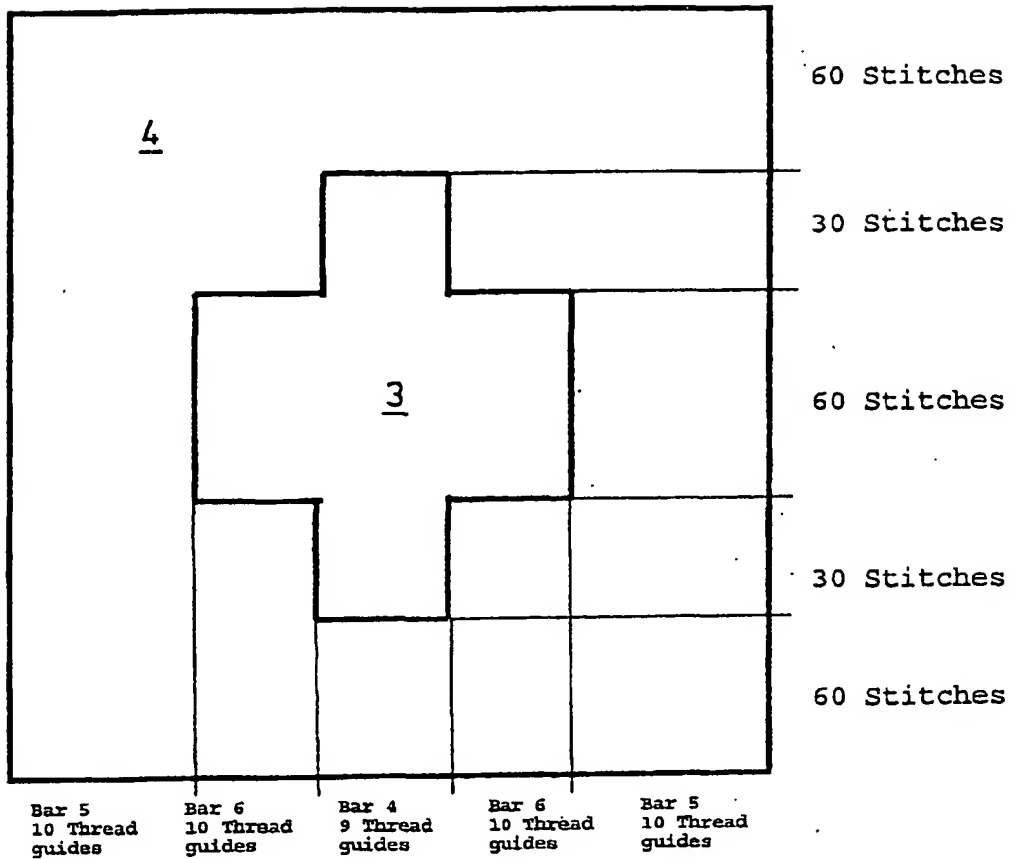 60 Stitches
4
30 Stitches
3
60 Stitches
30 Stitches
60 Stitches
Bar 5
10 Thread
guides
Bar 6
10 Thread
guides
Bar 4
9 Thread
guides
Bar 6
10 Thread
guides
Bar 5
10 Thread
guides